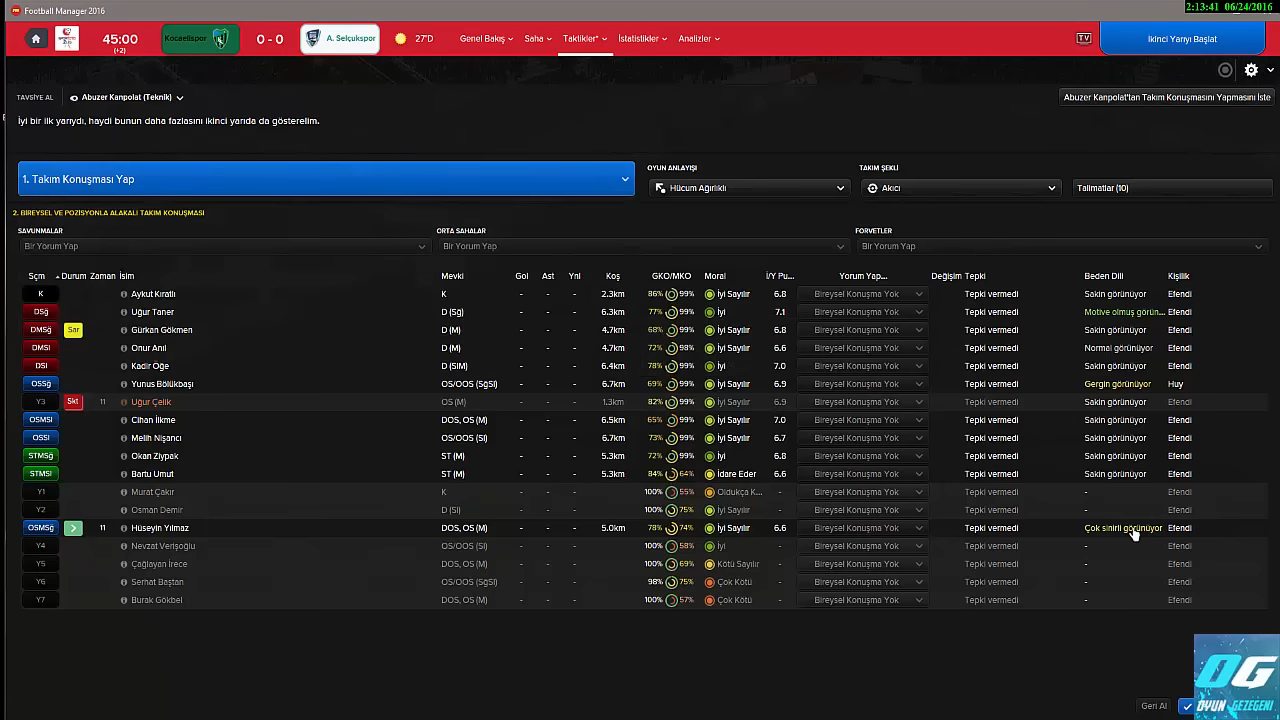 Football Manager 2016
2:13:41 06/24/2016
45:00
(+2)
Kocaelispor
0 - 0
A. Selçukspor
27°D
Genel Bakış
Saha
Taktikler*
İstatistikler
Analizler
TV
İkinci Yarıyı Başlat
TAVSİYE AL
Abuzer Kanpolat (Teknik)
Abuzer Kanpolat'tan Takım Konuşmasını Yapmasını İste
İyi bir ilk yarıydı, haydi bunun daha fazlasını ikinci yarıda da gösterelim.
1. Takım Konuşması Yap
OYUN ANLAYIŞI
Hücum Ağırlıklı
TAKIM ŞEKLİ
Akıcı
Talimatlar (10)
2. BİREYSEL VE POZİSYONLA ALAKALI TAKIM KONUŞMASI
SAVUNMALAR ORTA SAHALAR FORVETLER
Bir Yorum Yap Bir Yorum Yap Bir Yorum Yap
Sçm Durum Zaman İsim Mevki Gol Ast Ynl Koş GKO/MKO Moral İ/Y Pu... Yorum Yap... Değişim Tepki Beden Dili Kişilik
K Aykut Kıratlı K - - - 2.3km 86% 99% İyi Sayılır 6.8 Bireysel Konuşma Yok Tepki vermedi Sakin görünüyor Efendi
DSğ Uğur Taner D (Sğ) - - - 6.3km 77% 99% İyi 7.1 Bireysel Konuşma Yok Tepki vermedi Motive olmuş görün... Efendi
DMSğ Sar Gürkan Gökmen D (M) - - - 4.7km 68% 99% İyi Sayılır 6.8 Bireysel Konuşma Yok Tepki vermedi Sakin görünüyor Efendi
DMSl Onur Anıl D (M) - - - 4.7km 72% 98% İyi Sayılır 6.6 Bireysel Konuşma Yok Tepki vermedi Normal görünüyor Efendi
DSl Kadir Öğe D (SlM) - - - 6.4km 78% 99% İyi 7.0 Bireysel Konuşma Yok Tepki vermedi Sakin görünüyor Efendi
OSSğ Yunus Bölükbaşı OS/OOS (SğSl) - - - 6.7km 69% 99% İyi Sayılır 6.9 Bireysel Konuşma Yok Tepki vermedi Gergin görünüyor Huy
Y3 Skt 11 Uğur Çelik OS (M) - - - 1.3km 82% 99% İyi Sayılır 6.9 Bireysel Konuşma Yok Tepki vermedi Sakin görünüyor Efendi
OSMSl Cihan İlkme DOS, OS (M) - - - 6.5km 65% 99% İyi Sayılır 7.0 Bireysel Konuşma Yok Tepki vermedi Sakin görünüyor Efendi
OSSl Melih Nişancı OS/OOS (Sl) - - - 6.7km 73% 99% İyi Sayılır 6.7 Bireysel Konuşma Yok Tepki vermedi Sakin görünüyor Efendi
STMSğ Okan Ziypak ST (M) - - - 5.3km 72% 99% İyi 6.8 Bireysel Konuşma Yok Tepki vermedi Sakin görünüyor Efendi
STMSl Bartu Umut ST (M) - - - 5.3km 84% 64% İdare Eder 6.6 Bireysel Konuşma Yok Tepki vermedi Sakin görünüyor Efendi
Y1 Murat Çakır K - - - 100% 55% Oldukça K... - Bireysel Konuşma Yok Tepki vermedi - Efendi
Y2 Osman Demir D (Sl) - - - 100% 75% İyi Sayılır - Bireysel Konuşma Yok Tepki vermedi - Efendi
OSMSğ 11 Hüseyin Yılmaz DOS, OS (M) - - - 5.0km 78% 74% İyi Sayılır 6.6 Bireysel Konuşma Yok Tepki vermedi Çok sinirli görünüyor Efendi
Y4 Nevzat Verişoğlu OS/OOS (Sl) - - - 100% 58% İyi - Bireysel Konuşma Yok Tepki vermedi - Efendi
Y5 Çağlayan İrece DOS, OS (M) - - - 100% 69% Kötü Sayılır - Bireysel Konuşma Yok Tepki vermedi - Efendi
Y6 Serhat Baştan OS/OOS (SğSl) - - - 98% 75% Çok Kötü - Bireysel Konuşma Yok Tepki vermedi - Efendi
Y7 Burak Gökbel DOS, OS (M) - - - 100% 57% Çok Kötü - Bireysel Konuşma Yok Tepki vermedi - Efendi
Geri Al
OG
OYUN GEZEGENİ